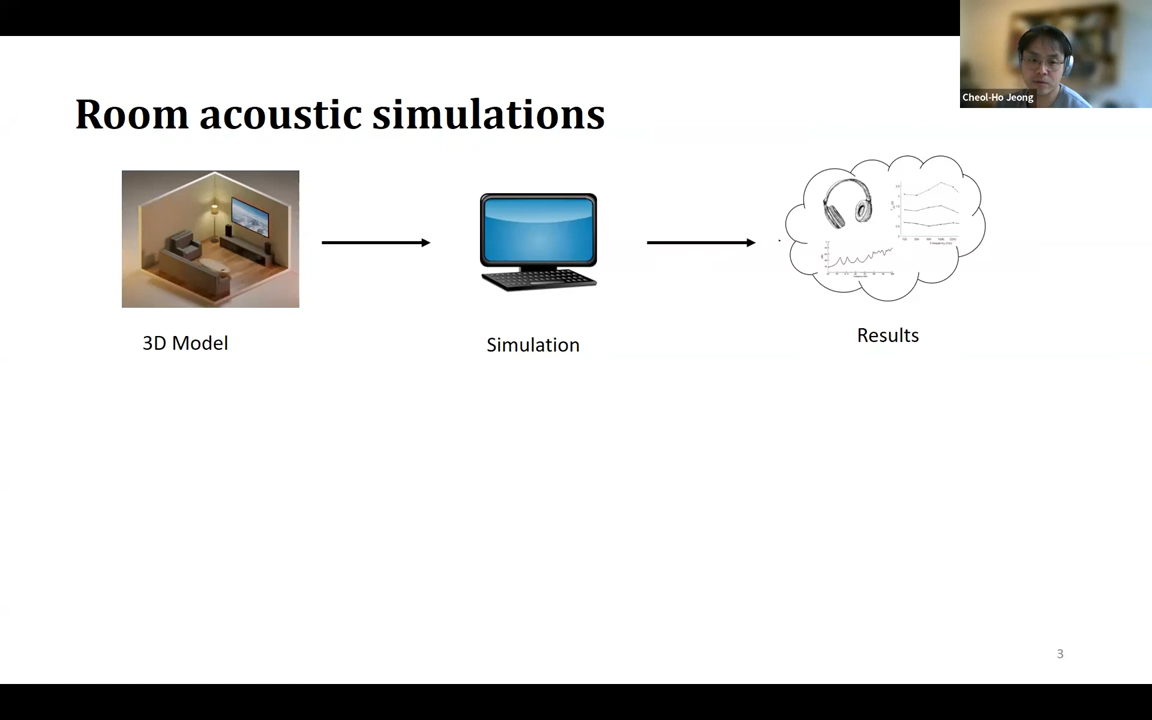 Cheol-Ho Jeong
Room acoustic simulations
3D Model
Simulation
Results
3